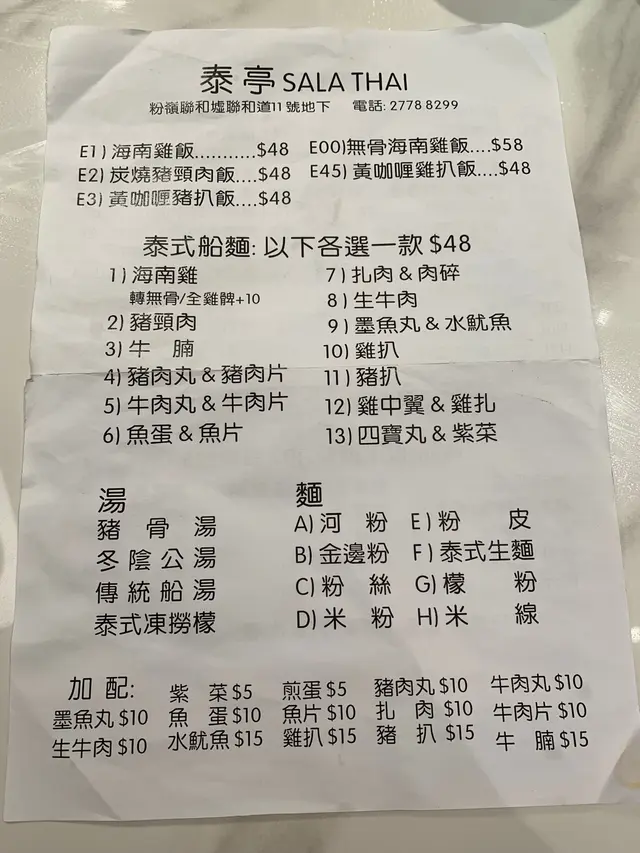 泰亭 SALA THAI
粉嶺聯和墟聯和道11號地下 電話: 2778 8299
E1) 海南雞飯...........$48 E00)無骨海南雞飯....$58
E2) 炭燒豬頸肉飯....$48 E45) 黃咖喱雞扒飯....$48
E3) 黃咖喱豬扒飯....$48
泰式船麵: 以下各選一款 $48
1) 海南雞 7) 扎肉 & 肉碎
轉無骨/全雞髀+10 8) 生牛肉
2) 豬頸肉 9) 墨魚丸 & 水魷魚
3) 牛 腩 10) 雞扒
4) 豬肉丸 & 豬肉片 11) 豬扒
5) 牛肉丸 & 牛肉片 12) 雞中翼 & 雞扎
6) 魚蛋 & 魚片 13) 四寶丸 & 紫菜
湯 麵
豬 骨 湯 A) 河 粉 E) 粉 皮
冬陰公湯 B) 金邊粉 F) 泰式生麵
傳統船湯 C) 粉 絲 G) 檬 粉
泰式凍撈檬 D) 米 粉 H) 米 線
加 配: 紫 菜 $5 煎蛋 $5 豬肉丸 $10 牛肉丸 $10
墨魚丸 $10 魚 蛋 $10 魚片 $10 扎 肉 $10 牛肉片 $10
生牛肉 $10 水魷魚 $15 雞扒 $15 豬 扒 $15 牛 腩 $15